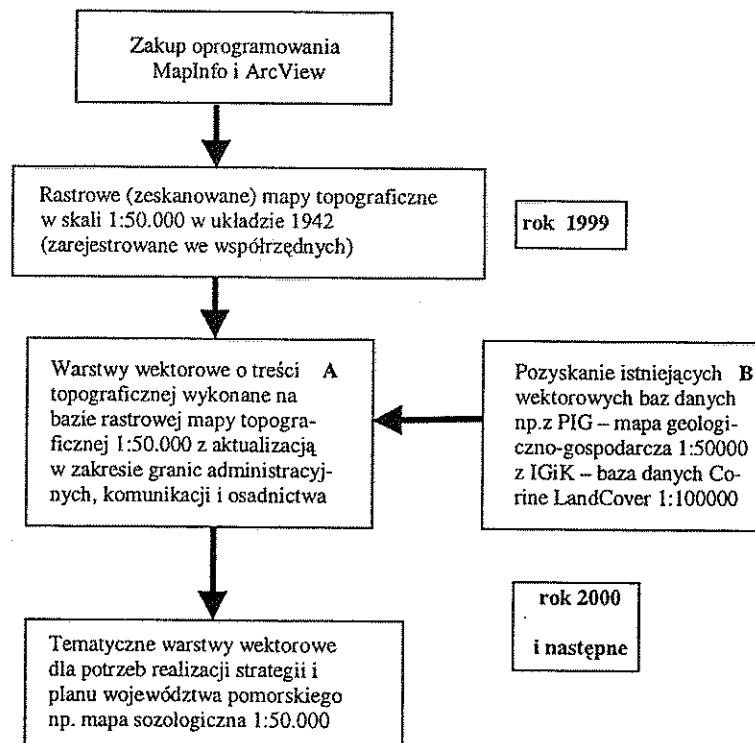 Zakup oprogramowania
MapInfo i ArcView
Rastrowe (zeskanowane) mapy topograficzne
w skali 1:50.000 w układzie 1942
(zarejestrowane we współrzędnych)
rok 1999
Warstwy wektorowe o treści A
topograficznej wykonane na
bazie rastrowej mapy topogra-
ficznej 1:50.000 z aktualizacją
w zakresie granic administracyj-
nych, komunikacji i osadnictwa
Pozyskanie istniejących B
wektorowych baz danych
np.z PIG – mapa geologi-
czno-gospodarcza 1:50000
z IGiK – baza danych Co-
rine LandCover 1:100000
rok 2000
i następne
Tematyczne warstwy wektorowe
dla potrzeb realizacji strategii i
planu województwa pomorskiego
np. mapa sozologiczna 1:50.000